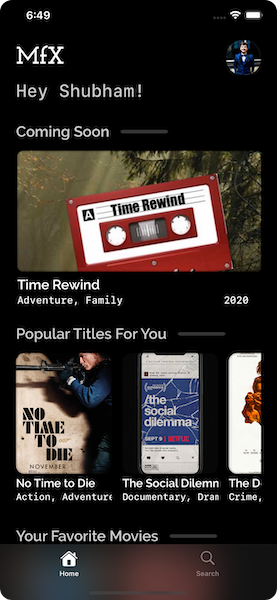 6:49
MfX
Hey Shubham!
Coming Soon
A Time Rewind
Time Rewind
Adventure, Family 2020
Popular Titles For You
NO
TIME
TO
DIE
NOVEMBER
/the
social
dilemma_
SEPT 9 | NETFLIX
No Time to Die
Action, Adventure
The Social Dilemn
Documentary, Dram
The D
Crime,
Your Favorite Movies
Home
Search